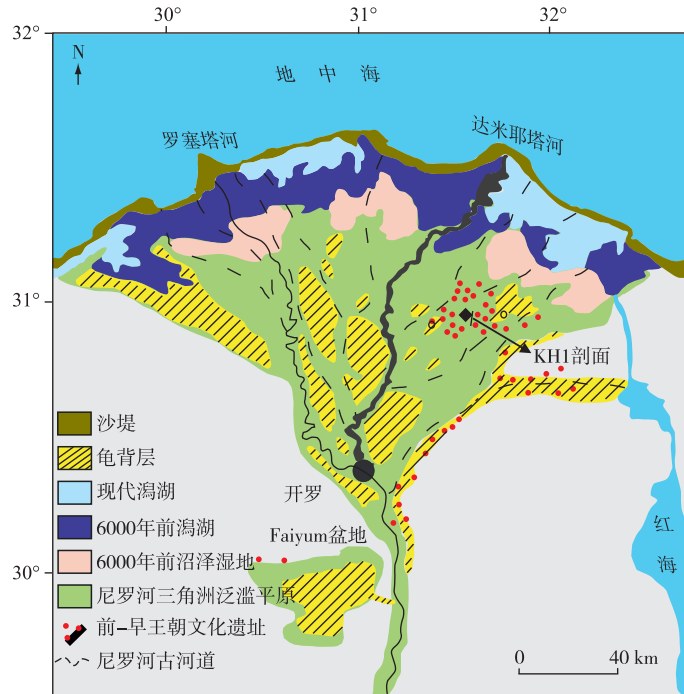 30°
31°
32°
32°
N
地中海
罗塞塔河
达米耶塔河
31°
KH1剖面
沙堤
龟背层
现代潟湖
开罗
6000年前潟湖
Faiyum盆地
红海
6000年前沼泽湿地
30°
尼罗河三角洲泛滥平原
前-早王朝文化遗址
尼罗河古河道
0
40 km